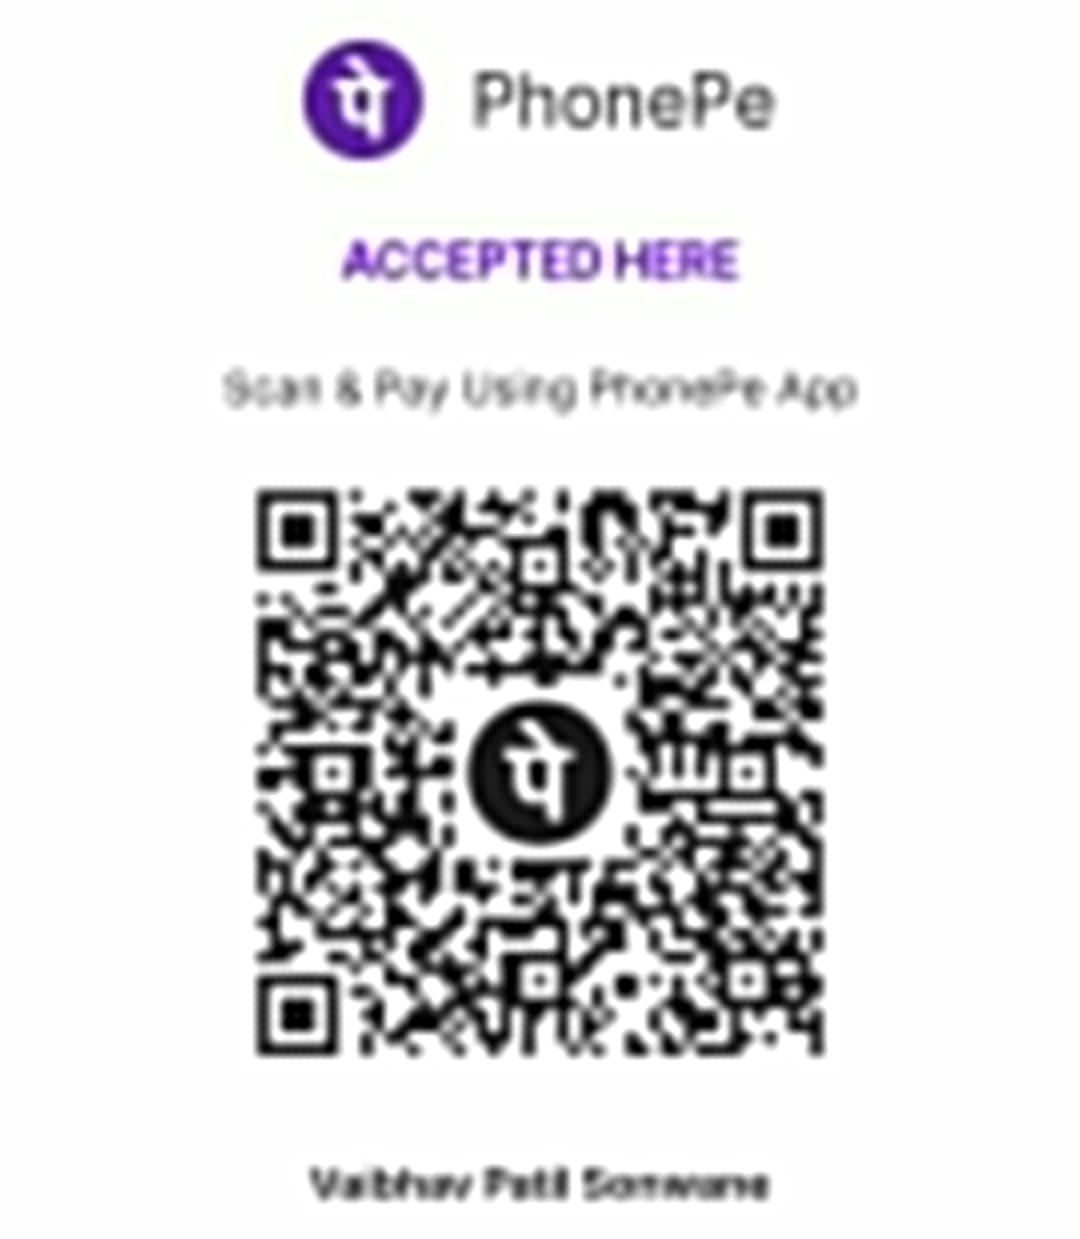 पे PhonePe
ACCEPTED HERE
Scan & Pay Using PhonePe App
पे
Vaibhav Patil Sonwane